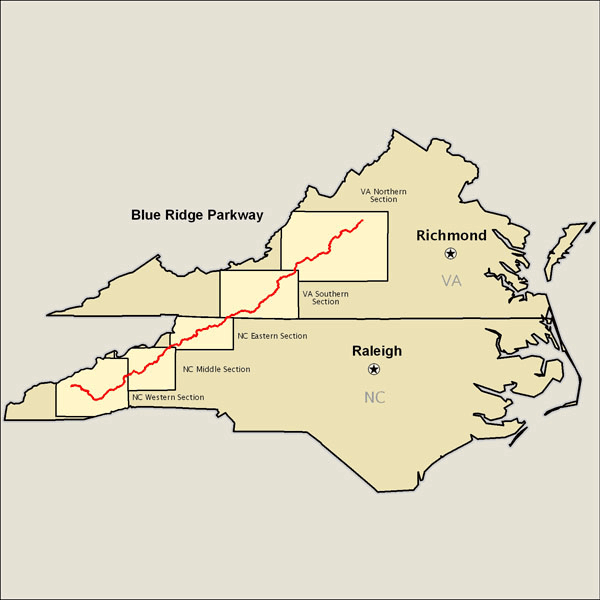 VA Northern
Section
Blue Ridge Parkway
Richmond
VA
VA Southern
Section
NC Eastern Section
Raleigh
NC Middle Section
NC
NC Western Section